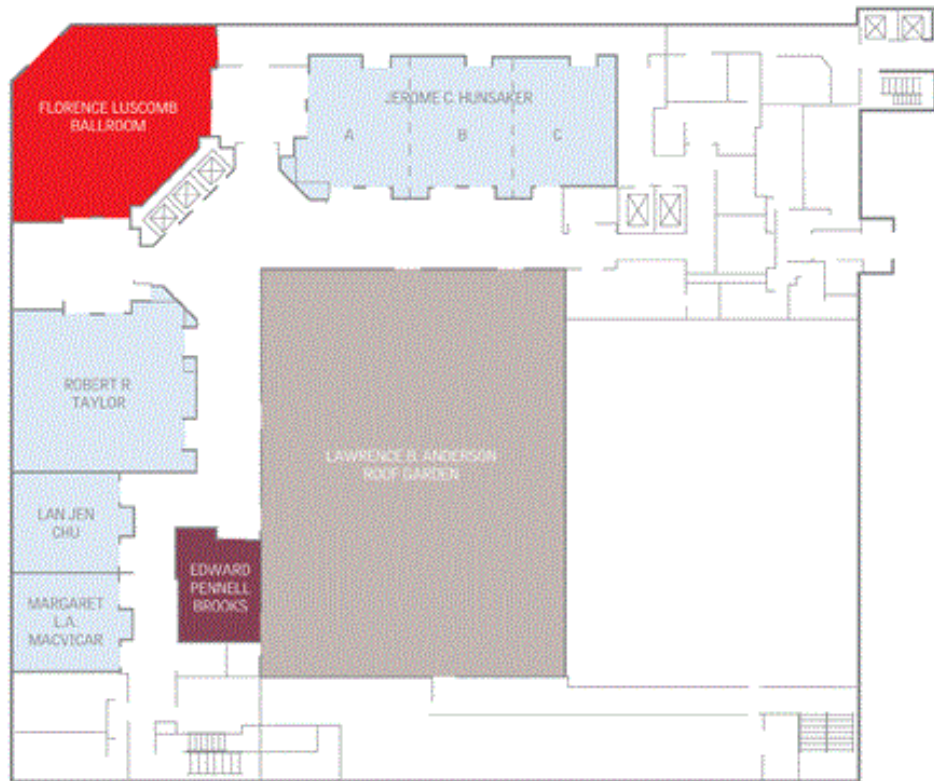 FLORENCE LUSCOMB
BALLROOM
JEROME C. HUNSAKER
A
B
C
ROBERT R.
TAYLOR
LAWRENCE B. ANDERSON
ROOF GARDEN
LAN JEN
CHU
EDWARD
PENNELL
BROOKS
MARGARET
L.A.
MACVICAR